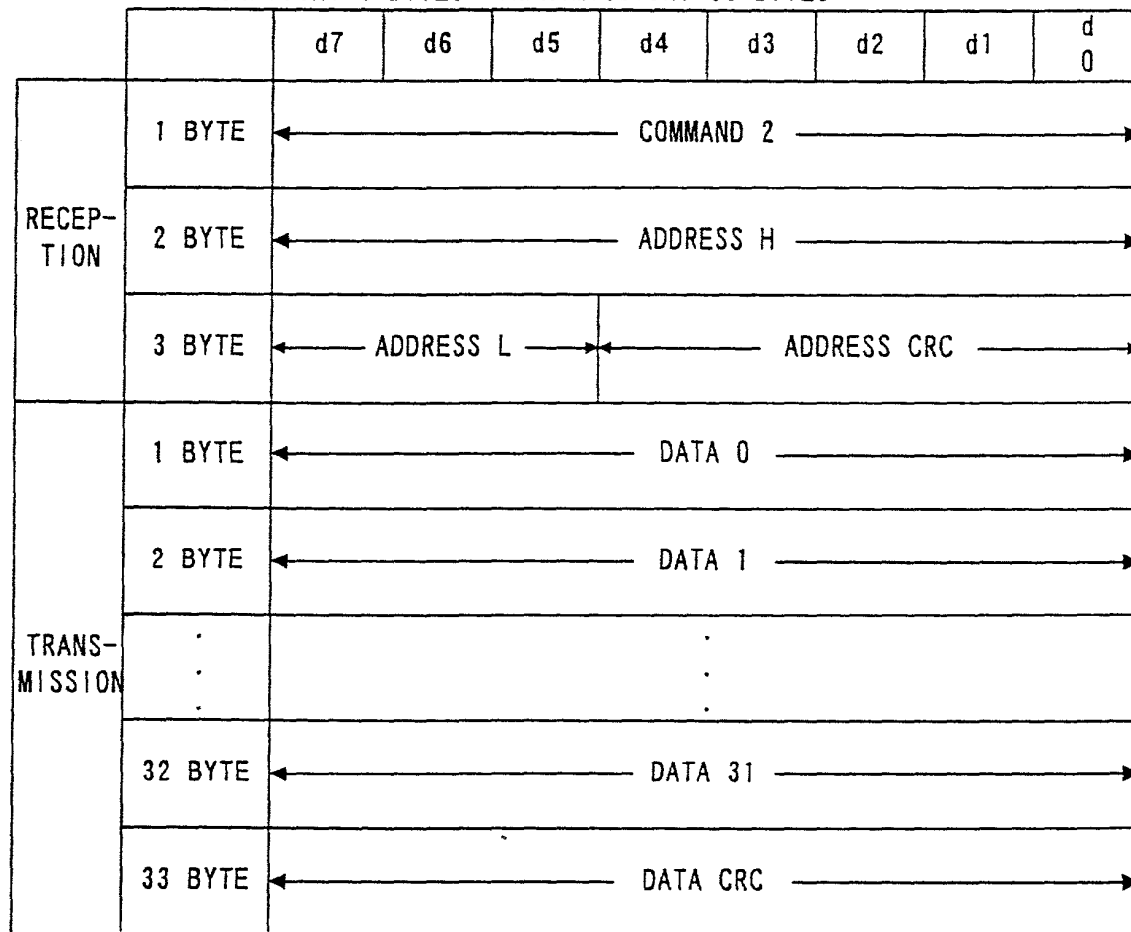 d7 d6 d5 d4 d3 d2 d1 d
0
1 BYTE COMMAND 2
RECEP-
TION
2 BYTE ADDRESS H
3 BYTE ADDRESS L ADDRESS CRC
1 BYTE DATA 0
2 BYTE DATA 1
TRANS-
MISSION
32 BYTE DATA 31
33 BYTE DATA CRC